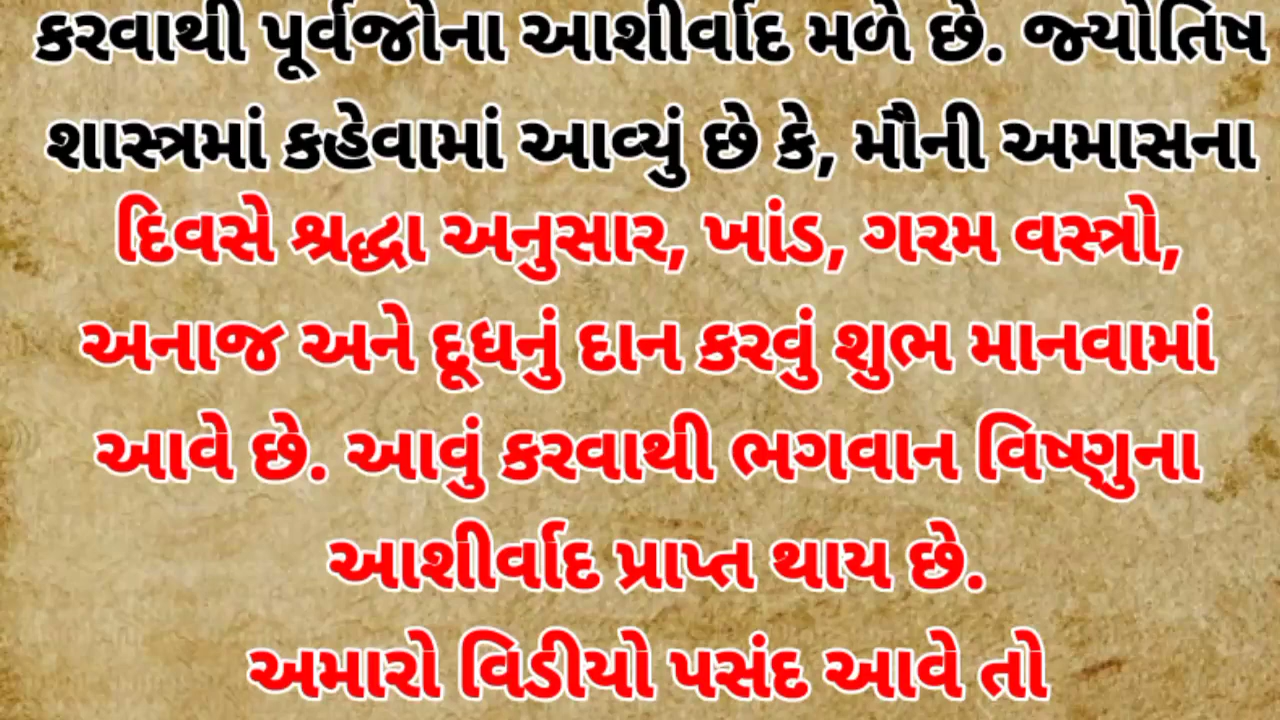 કરવાથી પૂર્વજોના આશીર્વાદ મળે છે. જ્યોતિષ
શાસ્ત્રમાં કહેવામાં આવ્યું છે કે, મૌની અમાસના
દિવસે શ્રદ્ધા અનુસાર, ખાંડ, ગરમ વસ્ત્રો,
અનાજ અને દૂધનું દાન કરવું શુભ માનવામાં
આવે છે. આવું કરવાથી ભગવાન વિષ્ણુના
આશીર્વાદ પ્રાપ્ત થાય છે.
અમારો વિડીયો પસંદ આવે તો